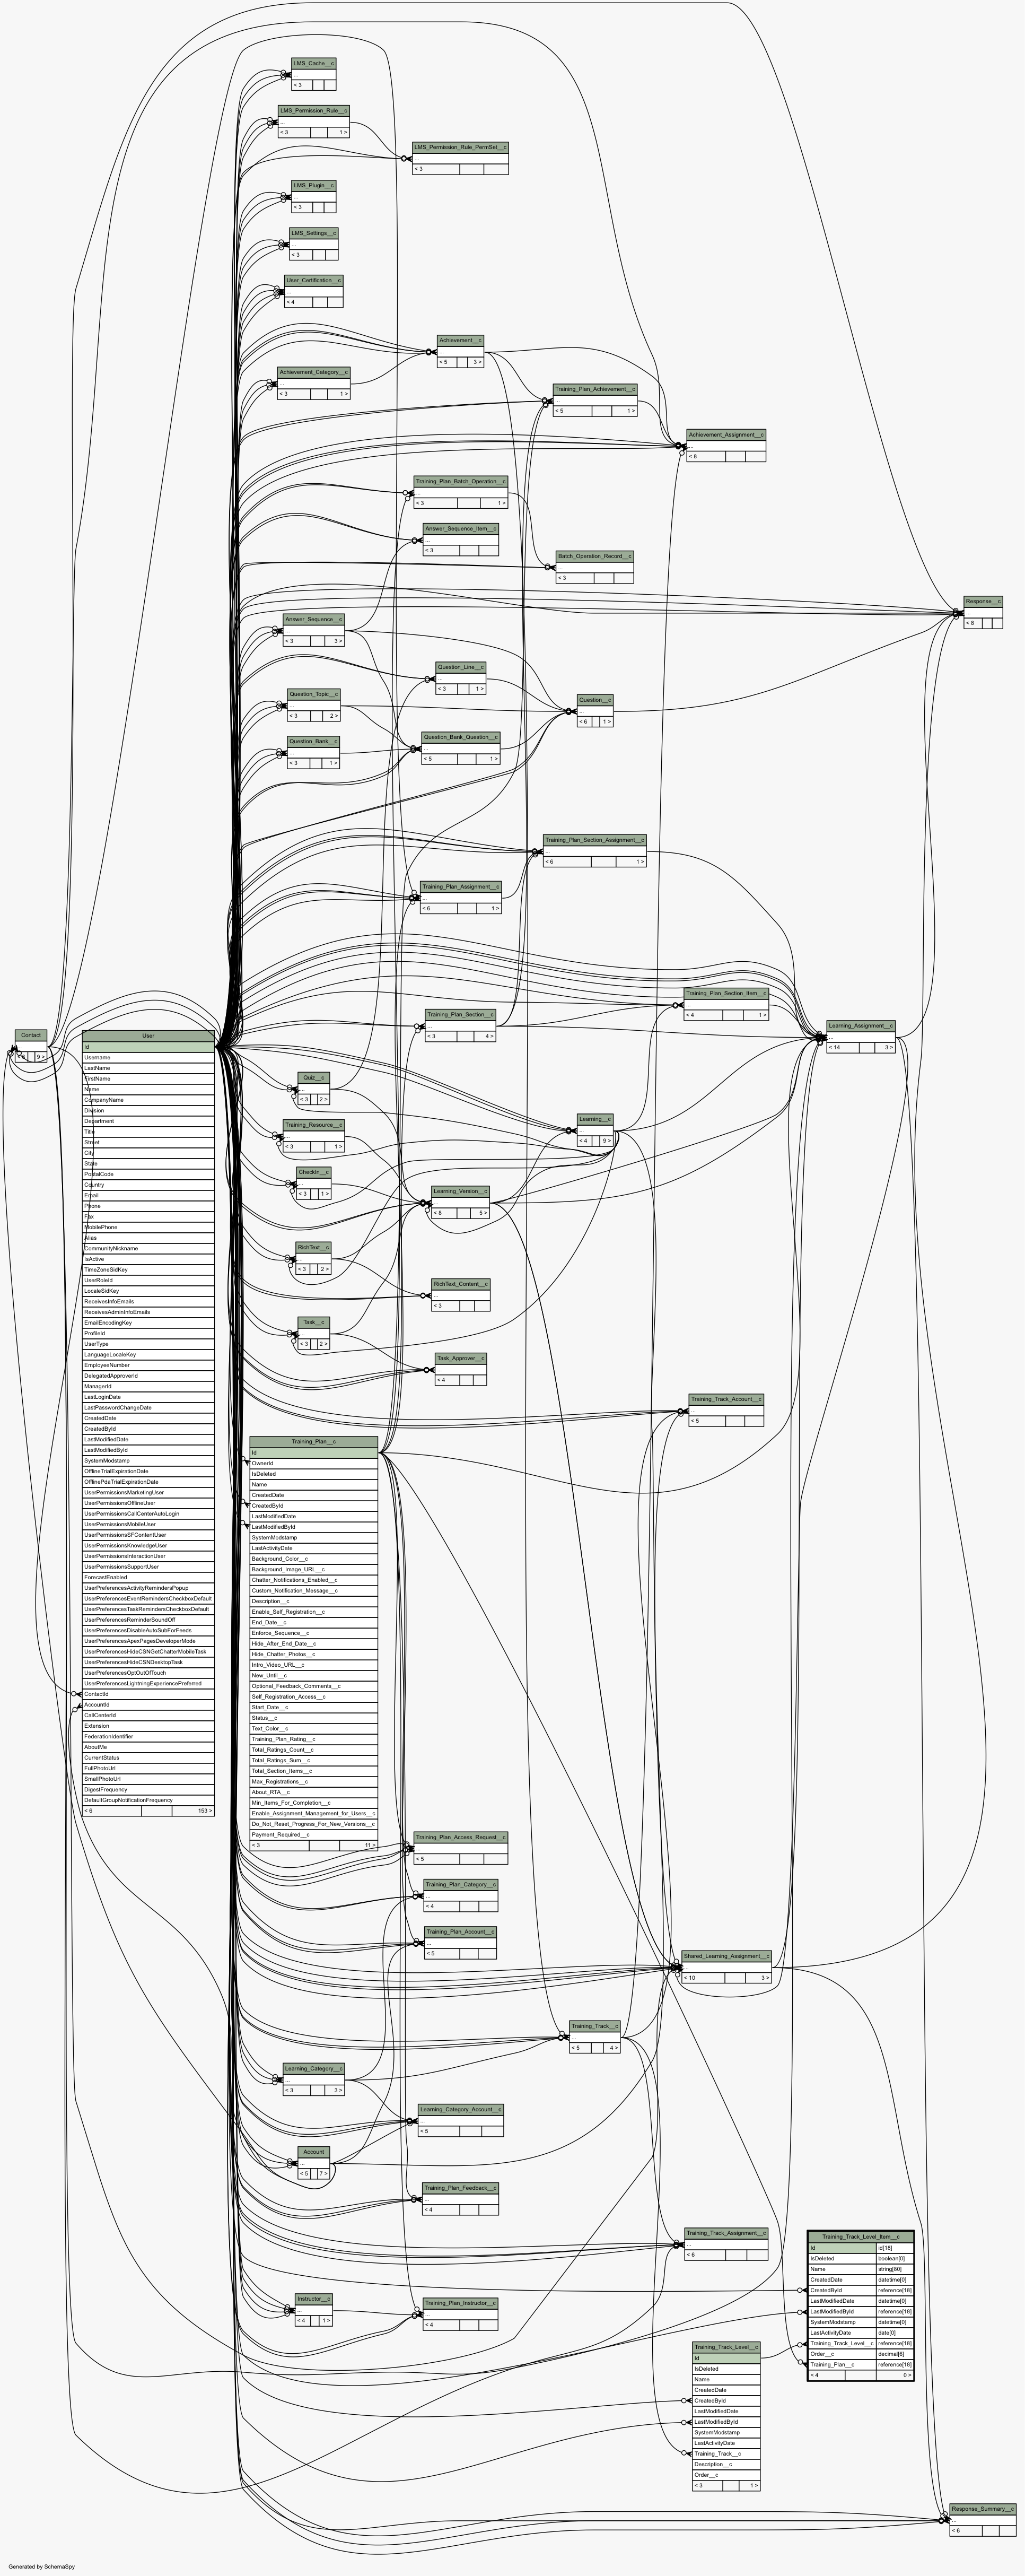 LMS_Cache__c
...
< 3
LMS_Permission_Rule__c
...
< 3 1 >
LMS_Permission_Rule_PermSet__c
...
< 3
LMS_Plugin__c
...
< 3
LMS_Settings__c
...
< 3
User_Certification__c
...
< 4
Achievement__c
...
< 5 3 >
Achievement_Category__c
...
< 3 1 >
Training_Plan_Achievement__c
...
< 5 1 >
Achievement_Assignment__c
...
< 8
Training_Plan_Batch_Operation__c
...
< 3 1 >
Answer_Sequence_Item__c
...
< 3
Batch_Operation_Record__c
...
< 3
Response__c
...
< 8
Answer_Sequence__c
...
< 3 3 >
Question_Line__c
...
< 3 1 >
Question_Topic__c
...
< 3 2 >
Question__c
...
< 6 1 >
Question_Bank_Question__c
...
< 5 1 >
Question_Bank__c
...
< 3 1 >
Training_Plan_Section_Assignment__c
...
< 6 1 >
Training_Plan_Assignment__c
...
< 6 1 >
Training_Plan_Section_Item__c
...
< 4 1 >
Training_Plan_Section__c
...
< 3 4 >
Learning_Assignment__c
...
< 14 3 >
Contact
9 >
User
Id
Username
LastName
FirstName
Name
CompanyName
Division
Department
Title
Street
City
State
PostalCode
Country
Email
Phone
Fax
MobilePhone
Alias
CommunityNickname
IsActive
TimeZoneSidKey
UserRoleId
LocaleSidKey
ReceivesInfoEmails
ReceivesAdminInfoEmails
EmailEncodingKey
ProfileId
UserType
LanguageLocaleKey
EmployeeNumber
DelegatedApproverId
ManagerId
LastLoginDate
LastPasswordChangeDate
CreatedDate
CreatedById
LastModifiedDate
LastModifiedById
SystemModstamp
OfflineTrialExpirationDate
OfflinePdaTrialExpirationDate
UserPermissionsMarketingUser
UserPermissionsOfflineUser
UserPermissionsCallCenterAutoLogin
UserPermissionsMobileUser
UserPermissionsSFContentUser
UserPermissionsKnowledgeUser
UserPermissionsInteractionUser
UserPermissionsSupportUser
ForecastEnabled
UserPreferencesActivityRemindersPopup
UserPreferencesEventRemindersCheckboxDefault
UserPreferencesTaskRemindersCheckboxDefault
UserPreferencesReminderSoundOff
UserPreferencesDisableAutoSubForFeeds
UserPreferencesApexPagesDeveloperMode
UserPreferencesHideCSNGetChatterMobileTask
UserPreferencesHideCSNDesktopTask
UserPreferencesOptOutOfTouch
UserPreferencesLightningExperiencePreferred
ContactId
AccountId
CallCenterId
Extension
FederationIdentifier
AboutMe
CurrentStatus
FullPhotoUrl
SmallPhotoUrl
DigestFrequency
DefaultGroupNotificationFrequency
< 6 153 >
Quiz__c
...
< 3 2 >
Learning__c
...
< 4 9 >
Training_Resource__c
...
< 3 1 >
CheckIn__c
...
< 3 1 >
Learning_Version__c
...
< 8 5 >
RichText__c
...
< 3 2 >
RichText_Content__c
...
< 3
Task__c
...
< 3 2 >
Task_Approver__c
...
< 4
Training_Track_Account__c
...
< 5
Training_Plan__c
Id
OwnerId
IsDeleted
Name
CreatedDate
CreatedById
LastModifiedDate
LastModifiedById
SystemModstamp
LastActivityDate
Background_Color__c
Background_Image_URL__c
Chatter_Notifications_Enabled__c
Custom_Notification_Message__c
Description__c
Enable_Self_Registration__c
End_Date__c
Enforce_Sequence__c
Hide_After_End_Date__c
Hide_Chatter_Photos__c
Intro_Video_URL__c
New_Until__c
Optional_Feedback_Comments__c
Self_Registration_Access__c
Start_Date__c
Status__c
Text_Color__c
Training_Plan_Rating__c
Total_Ratings_Count__c
Total_Ratings_Sum__c
Total_Section_Items__c
Max_Registrations__c
About_RTA__c
Min_Items_For_Completion__c
Enable_Assignment_Management_for_Users__c
Do_Not_Reset_Progress_For_New_Versions__c
Payment_Required__c
< 3 11 >
Training_Plan_Access_Request__c
...
< 5
Training_Plan_Category__c
...
< 4
Training_Plan_Account__c
...
< 5
Shared_Learning_Assignment__c
...
< 10 3 >
Training_Track__c
...
< 5 4 >
Learning_Category__c
...
< 3 3 >
Learning_Category_Account__c
...
< 5
Account
...
< 5 7 >
Training_Plan_Feedback__c
...
< 4
Training_Track_Assignment__c
...
< 6
Training_Track_Level_Item__c
Id id[18]
IsDeleted boolean[0]
Name string[80]
CreatedDate datetime[0]
CreatedById reference[18]
LastModifiedDate datetime[0]
LastModifiedById reference[18]
SystemModstamp datetime[0]
LastActivityDate date[0]
Training_Track_Level__c reference[18]
Order__c decimal[6]
Training_Plan__c reference[18]
< 4 0 >
Instructor__c
...
< 4 1 >
Training_Plan_Instructor__c
...
< 4
Training_Track_Level__c
Id
IsDeleted
Name
CreatedDate
CreatedById
LastModifiedDate
LastModifiedById
SystemModstamp
LastActivityDate
Training_Track__c
Description__c
Order__c
< 3 1 >
Response_Summary__c
...
< 6
Generated by SchemaSpy